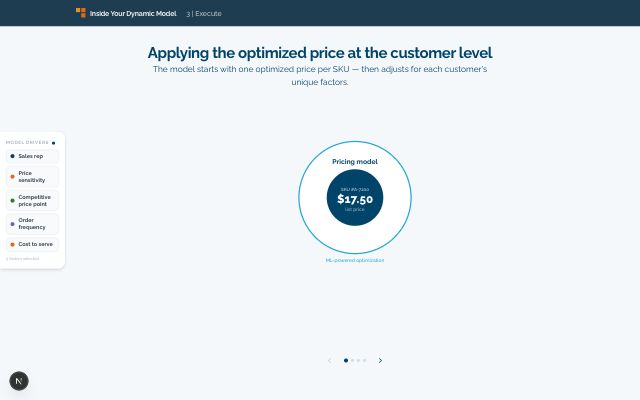 Inside Your Dynamic Model
3 | Execute
Applying the optimized price at the customer level
The model starts with one optimized price per SKU — then adjusts for each customer's
unique factors.
MODEL DRIVERS
Sales rep
Price
sensitivity
Competitive
price point
Order
frequency
Cost to serve
Pricing model
$17.50
list price
ML-powered optimization
N